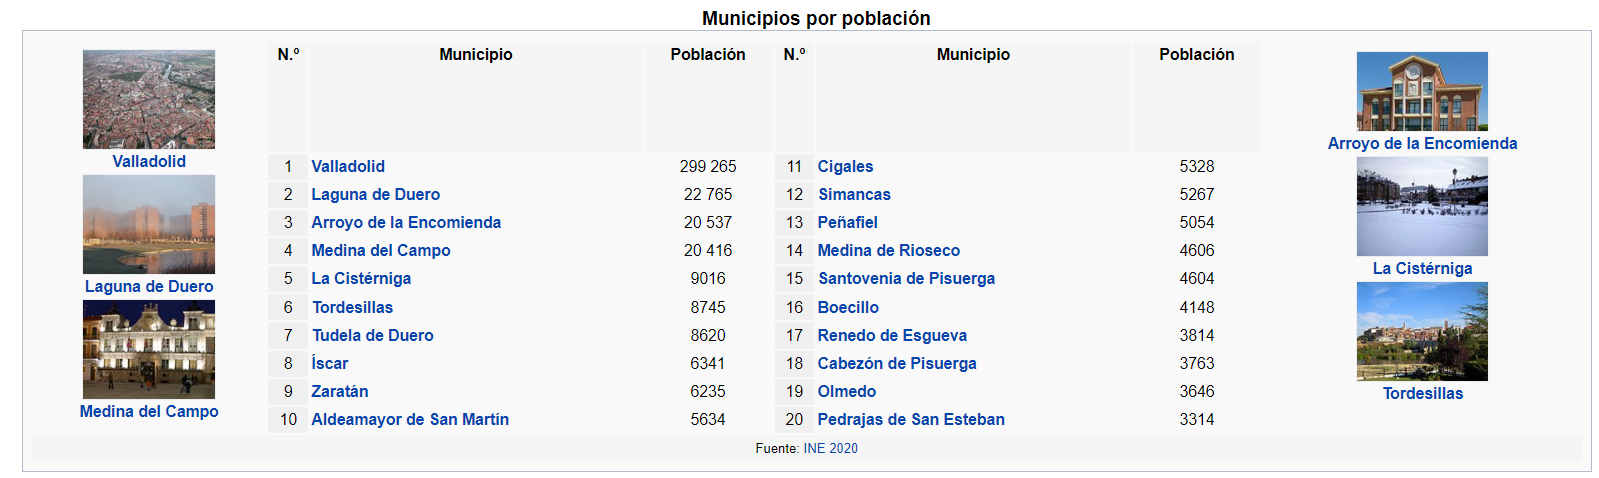 Municipios por población
Valladolid
Laguna de Duero
Medina del Campo
N.º Municipio Población N.º Municipio Población
1 Valladolid 299 265 11 Cigales 5328
2 Laguna de Duero 22 765 12 Simancas 5267
3 Arroyo de la Encomienda 20 537 13 Peñafiel 5054
4 Medina del Campo 20 416 14 Medina de Rioseco 4606
5 La Cistérniga 9016 15 Santovenia de Pisuerga 4604
6 Tordesillas 8745 16 Boecillo 4148
7 Tudela de Duero 8620 17 Renedo de Esgueva 3814
8 Íscar 6341 18 Cabezón de Pisuerga 3763
9 Zaratán 6235 19 Olmedo 3646
10 Aldeamayor de San Martín 5634 20 Pedrajas de San Esteban 3314
Arroyo de la Encomienda
La Cistérniga
Tordesillas
Fuente: INE 2020